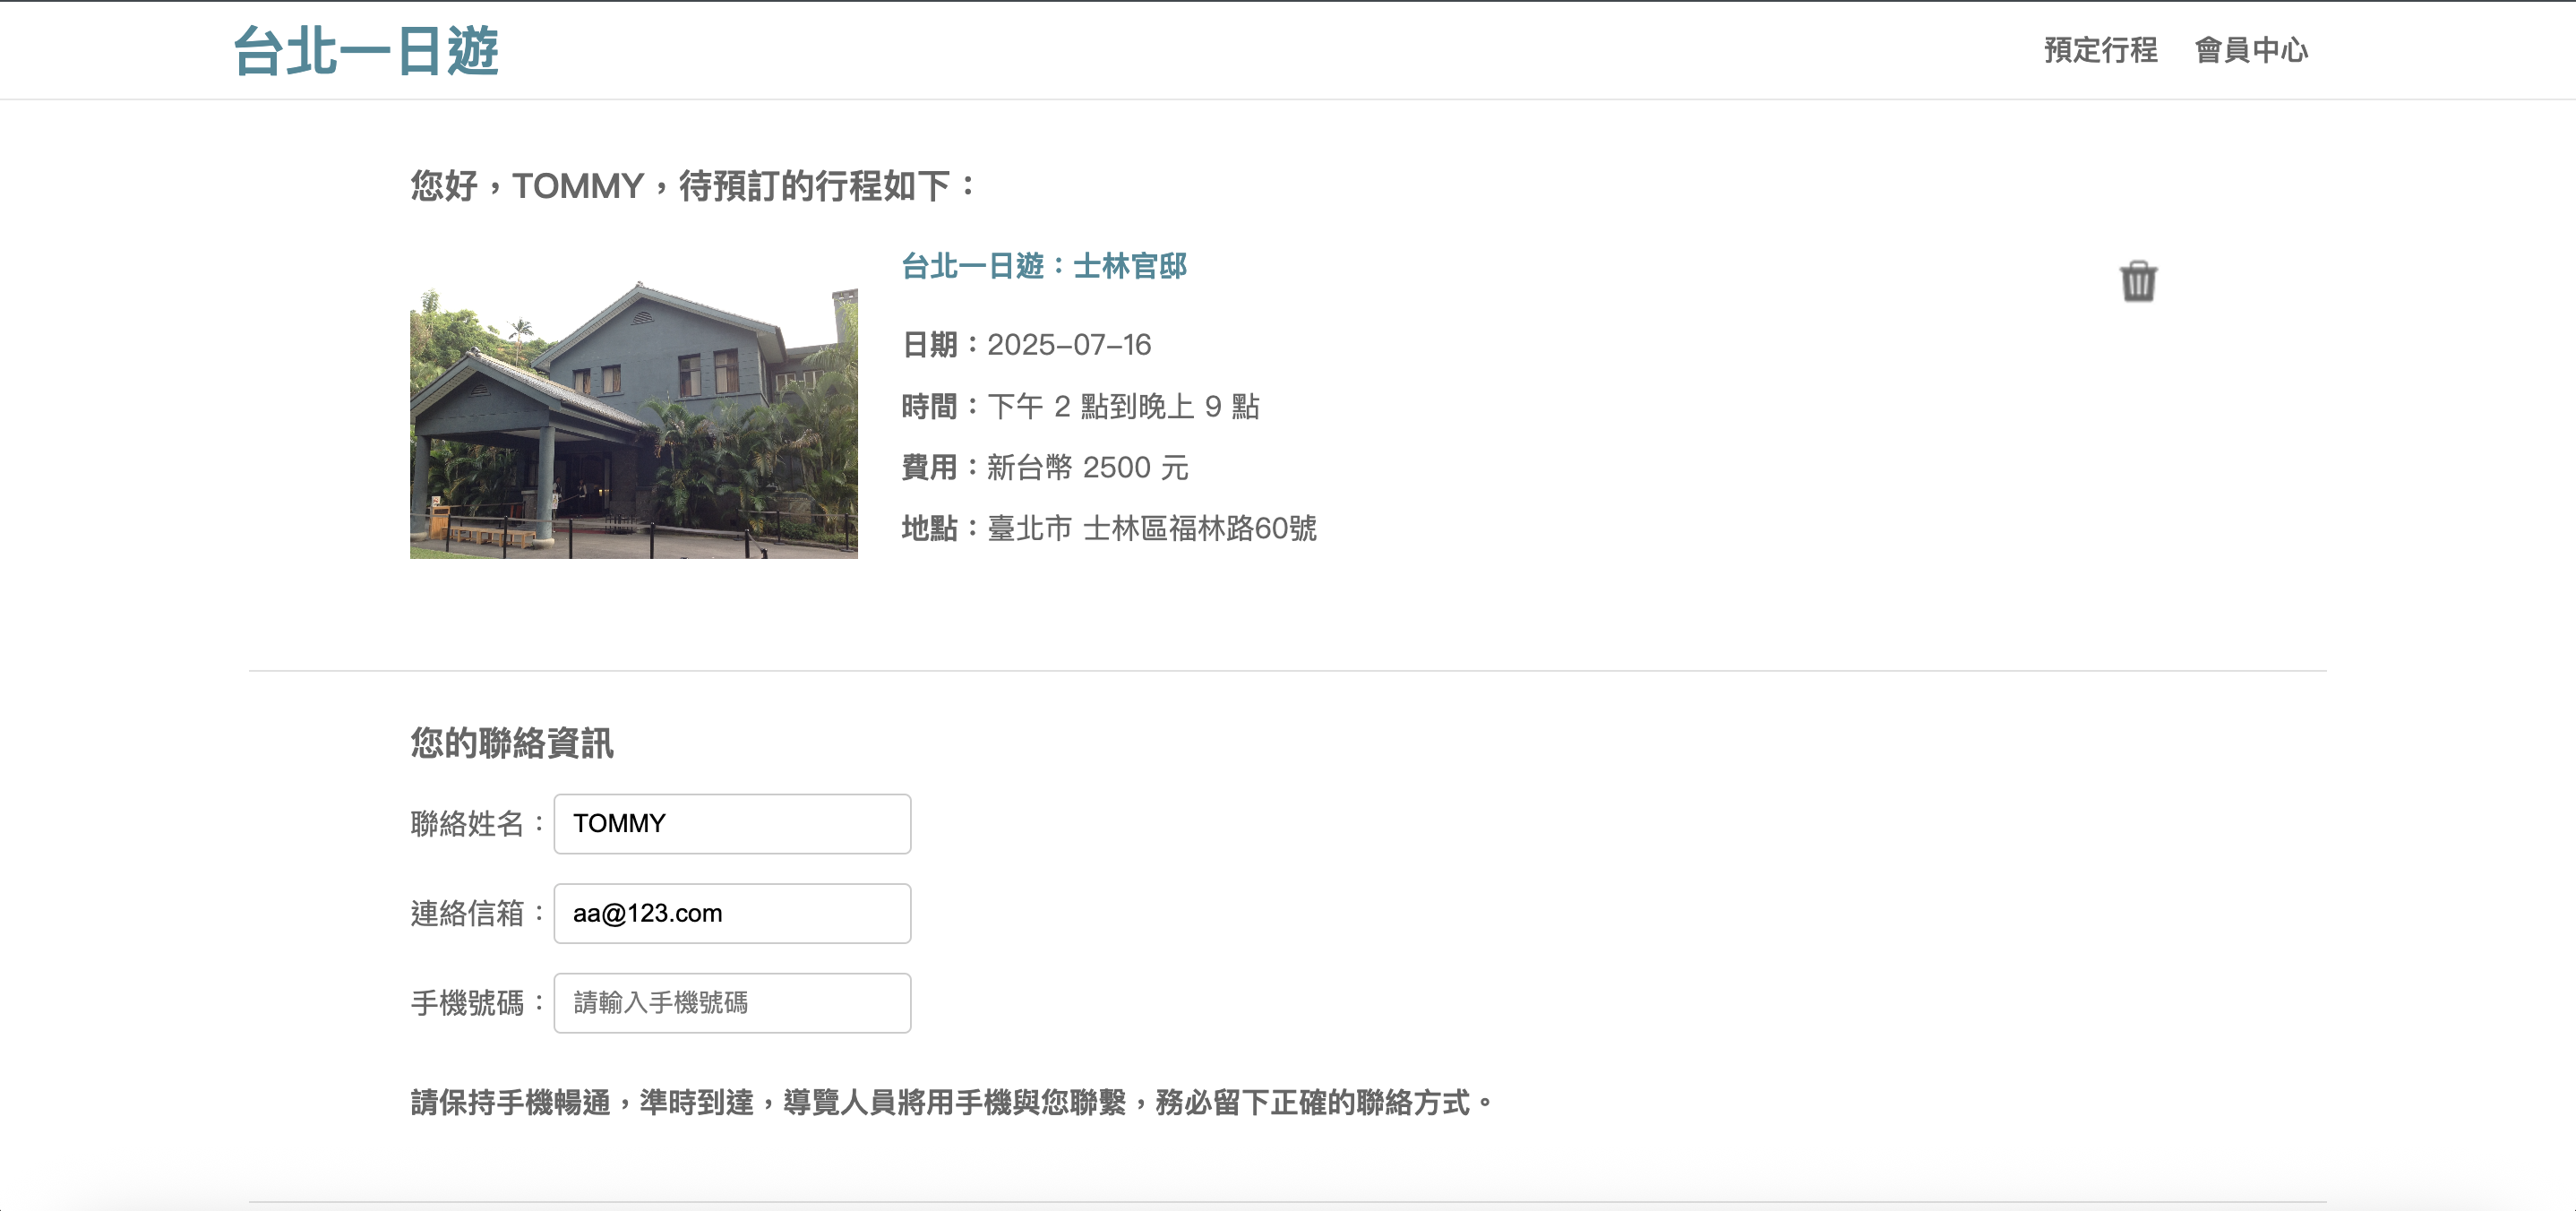 台北一日遊
預定行程 會員中心
您好，TOMMY，待預訂的行程如下：
台北一日遊：士林官邸
日期：2025-07-16
時間：下午 2 點到晚上 9 點
費用：新台幣 2500 元
地點：臺北市 士林區福林路60號
您的聯絡資訊
聯絡姓名：TOMMY
連絡信箱：aa@123.com
手機號碼：請輸入手機號碼
請保持手機暢通，準時到達，導覽人員將用手機與您聯繫，務必留下正確的聯絡方式。